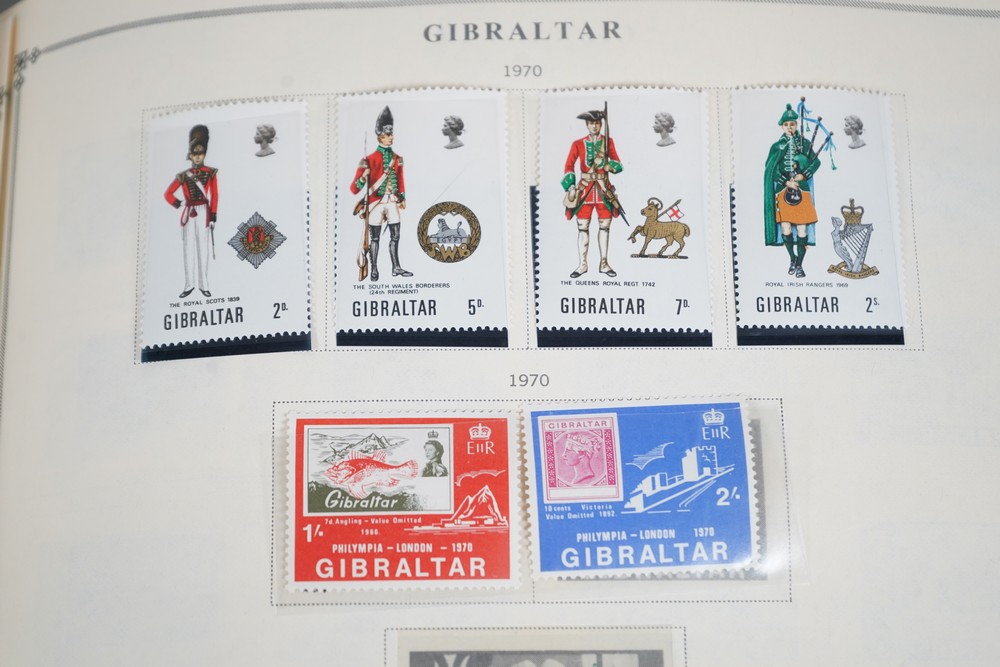 GIBRALTAR
1970
THE ROYAL SCOTS 1839
GIBRALTAR 2D.
EGYPT
THE SOUTH WALES BORDERERS
(24th REGIMENT)
GIBRALTAR 5D.
THE QUEENS ROYAL REGT. 1742
GIBRALTAR 7D.
ROYAL IRISH RANGERS 1969
GIBRALTAR 2S.
1970
EIIR
Gibraltar
7d. Angling - Value Omitted
1966.
1/-
PHILYMPIA - LONDON - 1970
GIBRALTAR
GIBRALTAR
EIIR
10 cents Victoria
Value Omitted 1892.
2/-
PHILYMPIA - LONDON 1970
GIBRALTAR